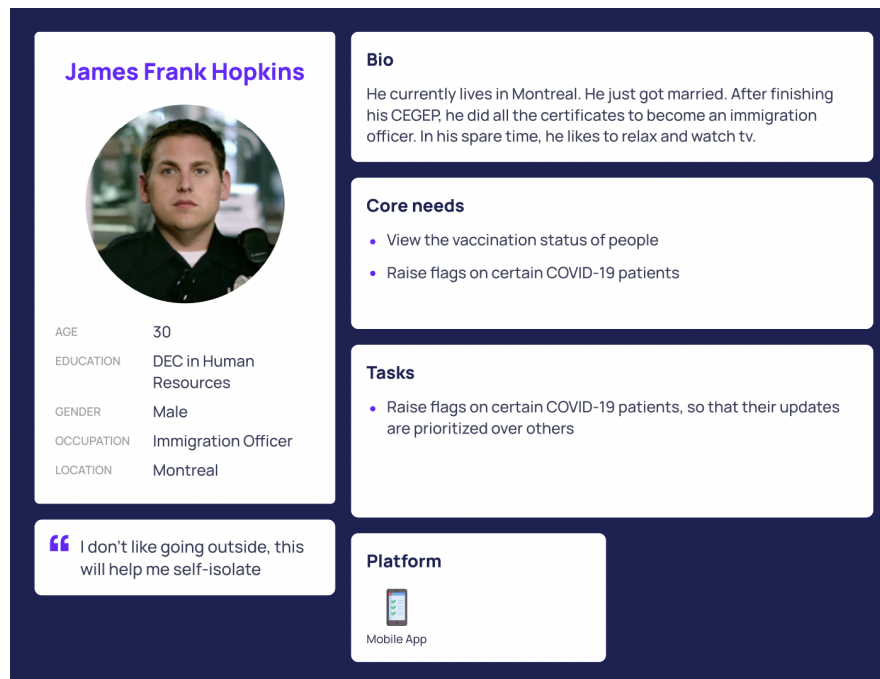 James Frank Hopkins
AGE 30
EDUCATION DEC in Human
Resources
GENDER Male
OCCUPATION Immigration Officer
LOCATION Montreal
“ I don't like going outside, this
will help me self-isolate
Bio
He currently lives in Montreal. He just got married. After finishing
his CEGEP, he did all the certificates to become an immigration
officer. In his spare time, he likes to relax and watch tv.
Core needs
• View the vaccination status of people
• Raise flags on certain COVID-19 patients
Tasks
• Raise flags on certain COVID-19 patients, so that their updates
are prioritized over others
Platform
Mobile App